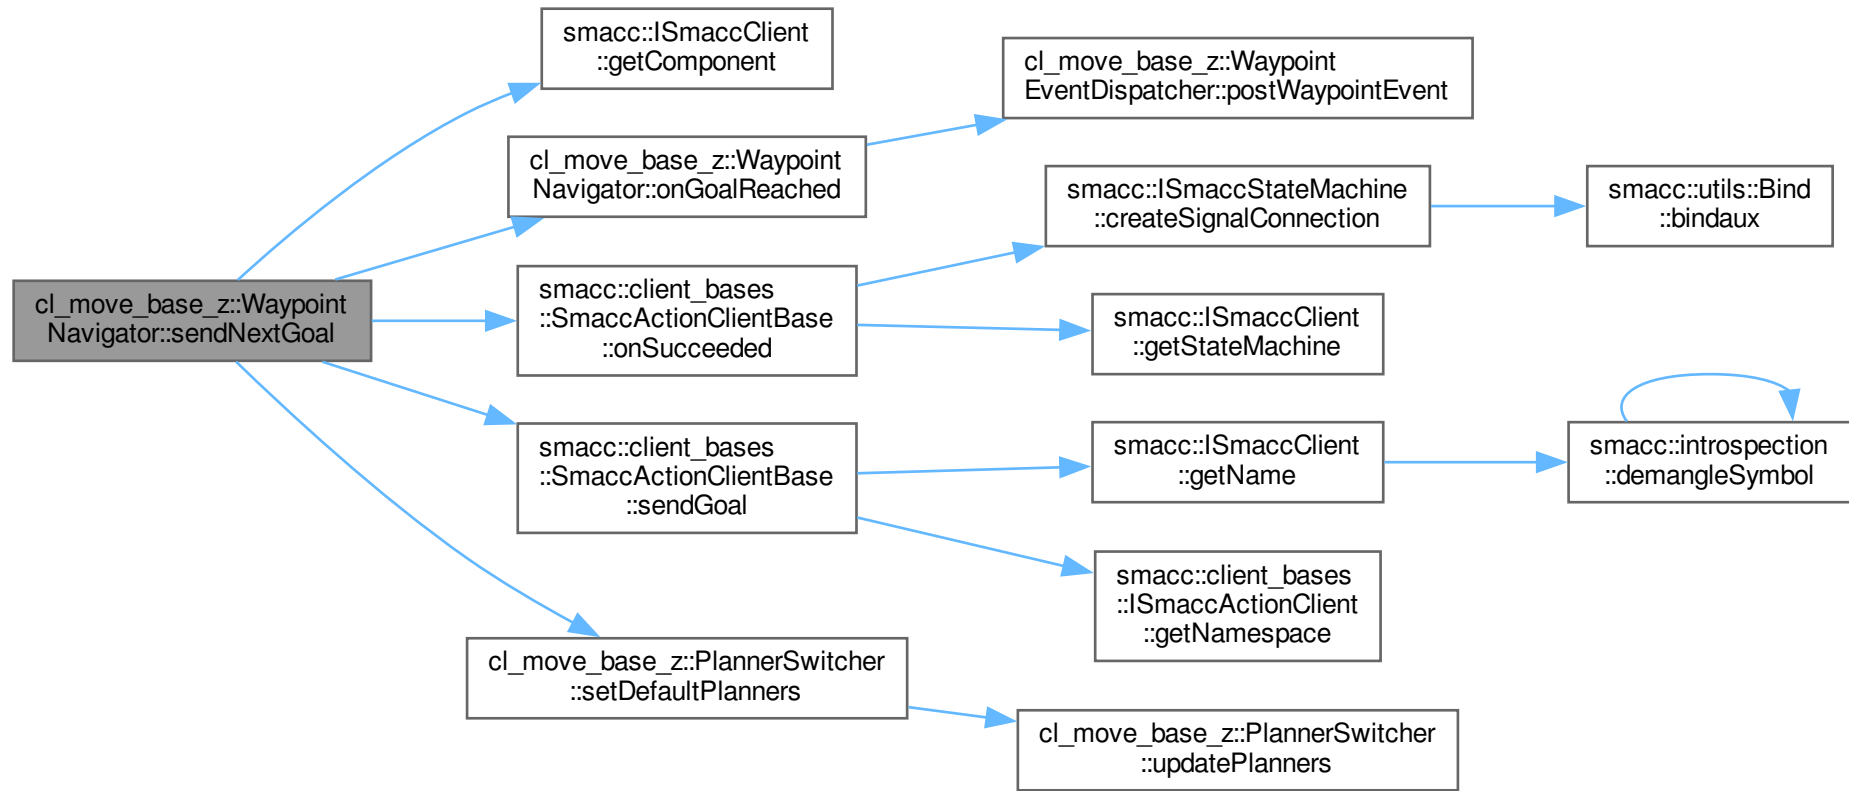 cl_move_base_z::Waypoint
Navigator::sendNextGoal
smacc::ISmaccClient
::getComponent
cl_move_base_z::Waypoint
Navigator::onGoalReached
cl_move_base_z::Waypoint
EventDispatcher::postWaypointEvent
smacc::client_bases
::SmaccActionClientBase
::onSucceeded
smacc::ISmaccStateMachine
::createSignalConnection
smacc::utils::Bind
::bindaux
smacc::ISmaccClient
::getStateMachine
smacc::client_bases
::SmaccActionClientBase
::sendGoal
smacc::ISmaccClient
::getName
smacc::introspection
::demangleSymbol
smacc::client_bases
::ISmaccActionClient
::getNamespace
cl_move_base_z::PlannerSwitcher
::setDefaultPlanners
cl_move_base_z::PlannerSwitcher
::updatePlanners